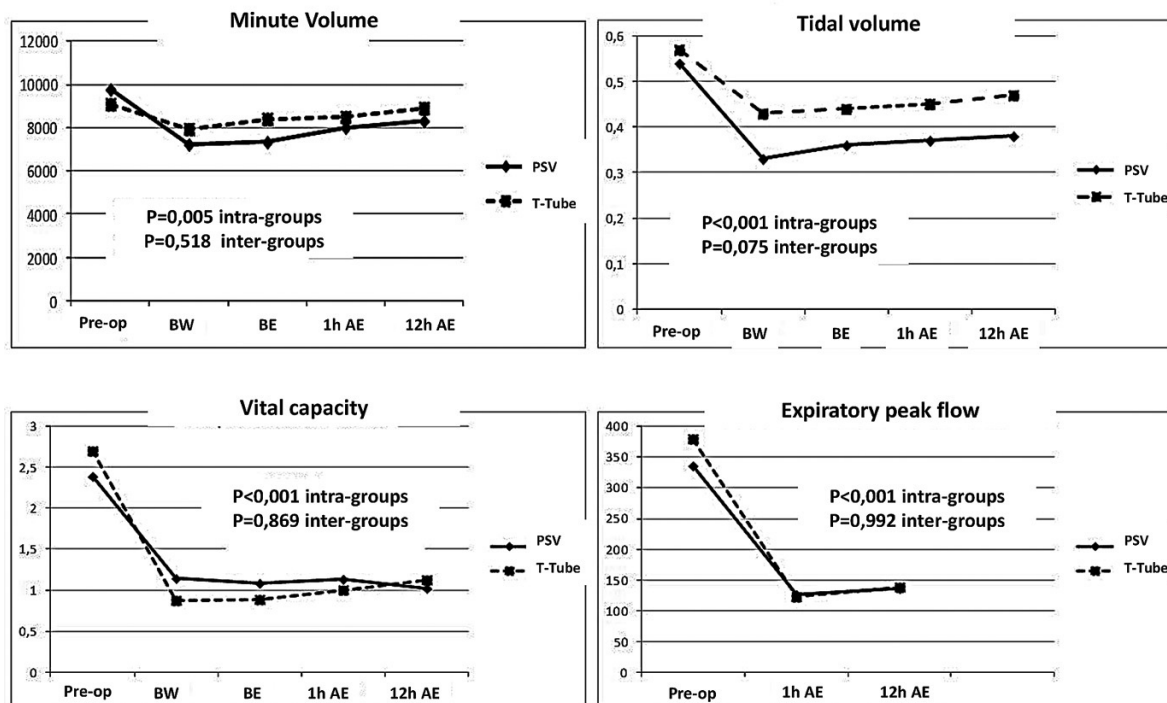 Minute Volume
12000
10000
8000
6000
4000
2000
0
P=0,005 intra-groups
P=0,518 inter-groups
PSV
T-Tube
Pre-op BW BE 1h AE 12h AE
Tidal volume
0,6
0,5
0,4
0,3
0,2
0,1
0
P<0,001 intra-groups
P=0,075 inter-groups
PSV
T-Tube
Pre-op BW BE 1h AE 12h AE
Vital capacity
3
2,5
2
1,5
1
0,5
0
P<0,001 intra-groups
P=0,869 inter-groups
PSV
T-Tube
Pre-op BW BE 1h AE 12h AE
Expiratory peak flow
400
350
300
250
200
150
100
50
0
P<0,001 intra-groups
P=0,992 inter-groups
PSV
T-Tube
Pre-op 1h AE 12h AE